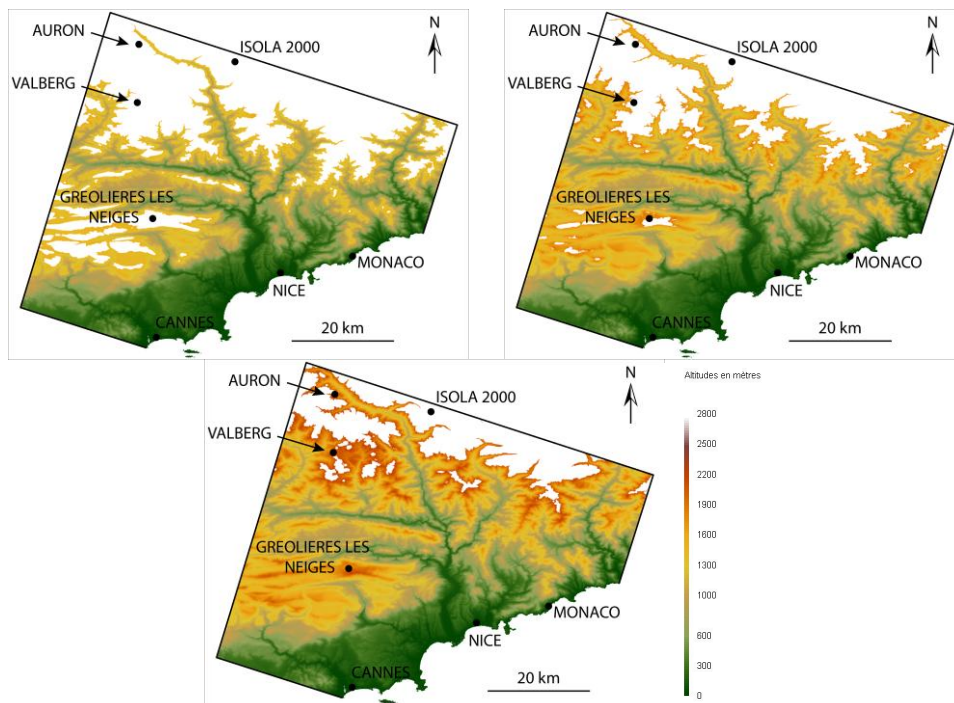 AURON
ISOLA 2000
N
VALBERG
GREOLIERES LES
NEIGES
MONACO
NICE
CANNES
20 km
AURON
ISOLA 2000
N
VALBERG
GREOLIERES LES
NEIGES
MONACO
NICE
CANNES
20 km
AURON
ISOLA 2000
N
VALBERG
GREOLIERES LES
NEIGES
MONACO
NICE
CANNES
20 km
Altitudes en mètres
2800
2500
2200
1900
1600
1300
1000
600
300
0